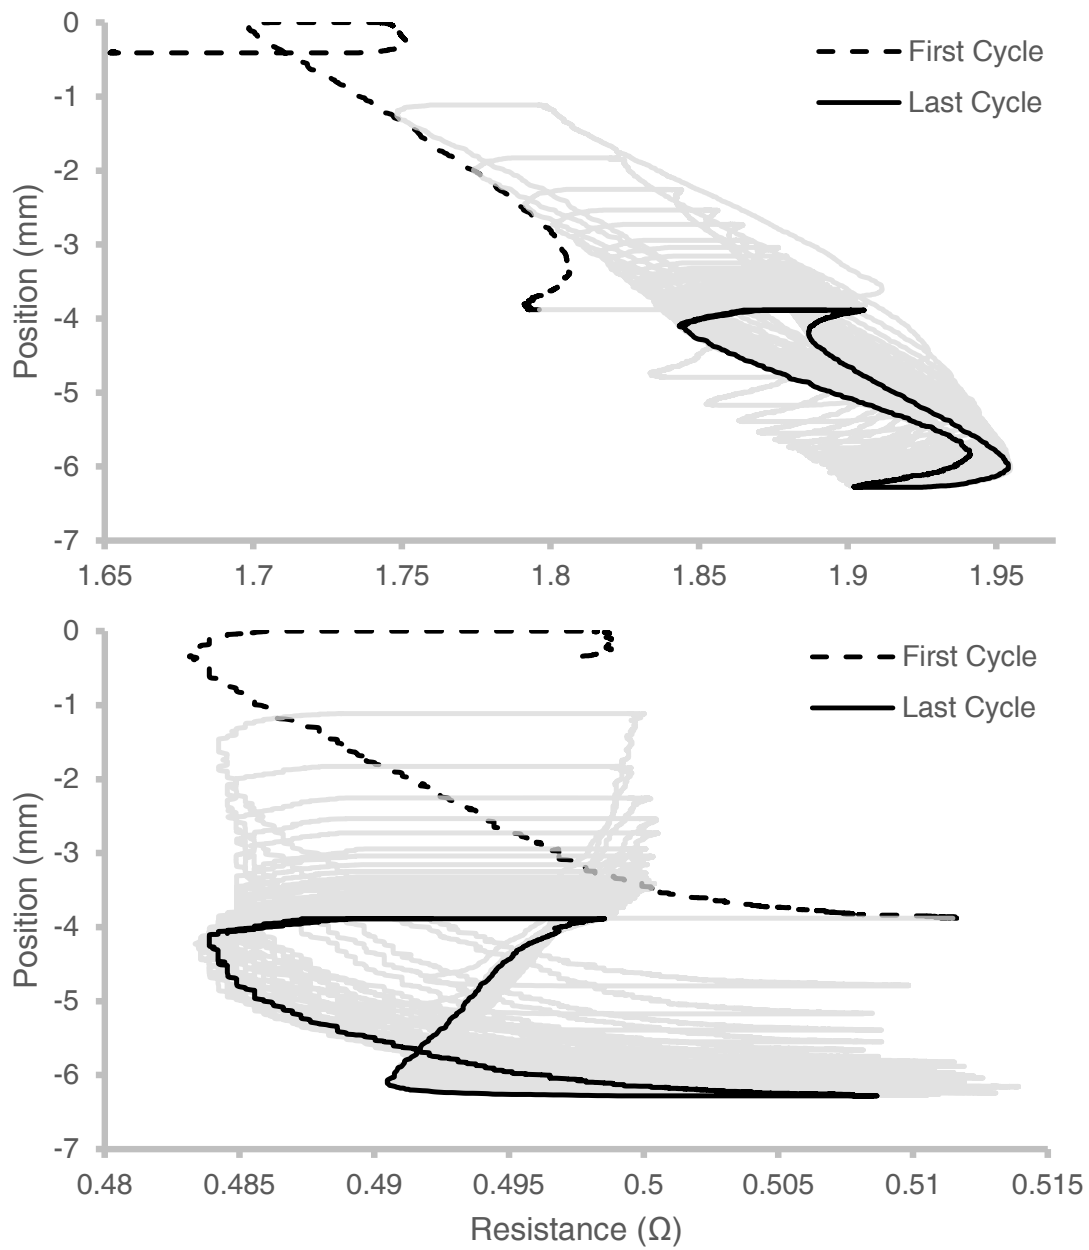 0
-1
-2
-3
-4
-5
-6
-7
Position (mm)
First Cycle
Last Cycle
1.65 1.7 1.75 1.8 1.85 1.9 1.95
0
-1
-2
-3
-4
-5
-6
-7
Position (mm)
First Cycle
Last Cycle
0.48 0.485 0.49 0.495 0.5 0.505 0.51 0.515
Resistance (Ω)